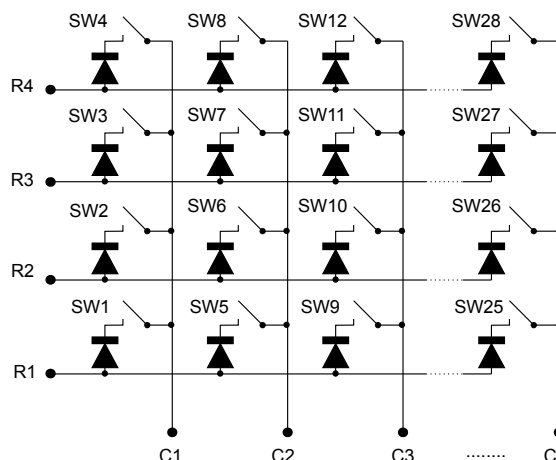 SW4 SW8 SW12 SW28
R4
SW3 SW7 SW11 SW27
R3
SW2 SW6 SW10 SW26
R2
SW1 SW5 SW9 SW25
R1
C1 C2 C3 ........ C